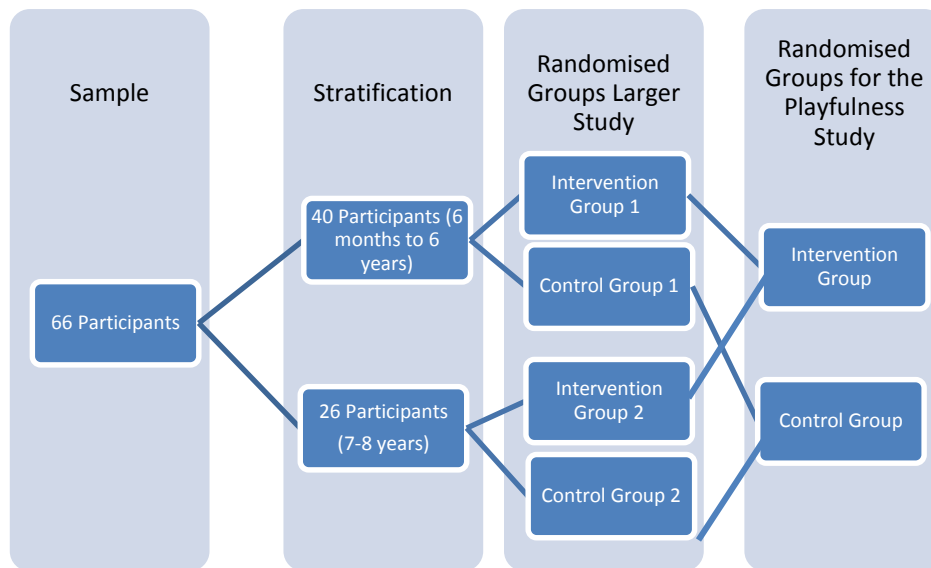 Sample
Stratification
Randomised
Groups Larger
Study
Randomised
Groups for the
Playfulness
Study
66 Participants
40 Participants (6
months to 6
years)
26 Participants
(7-8 years)
Intervention
Group 1
Control Group 1
Intervention
Group 2
Control Group 2
Intervention
Group
Control Group